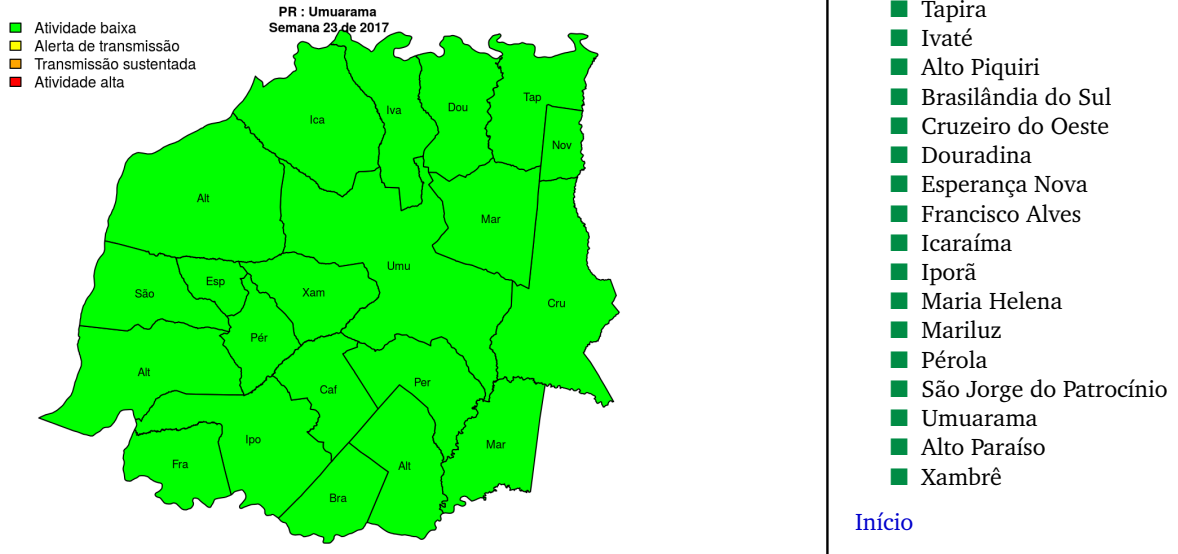 PR : Umuarama
Semana 23 de 2017
Atividade baixa
Alerta de transmissão
Transmissão sustentada
Atividade alta
Ica
Iva
Dou
Tap
Nov
Alt
Mar
Umu
Esp
São
Xam
Cru
Pér
Alt
Caf
Per
Ipo
Mar
Fra
Alt
Bra
Tapira
Ivaté
Alto Piquiri
Brasilândia do Sul
Cruzeiro do Oeste
Douradina
Esperança Nova
Francisco Alves
Icaraíma
Iporã
Maria Helena
Mariluz
Pérola
São Jorge do Patrocínio
Umuarama
Alto Paraíso
Xambrê
Início